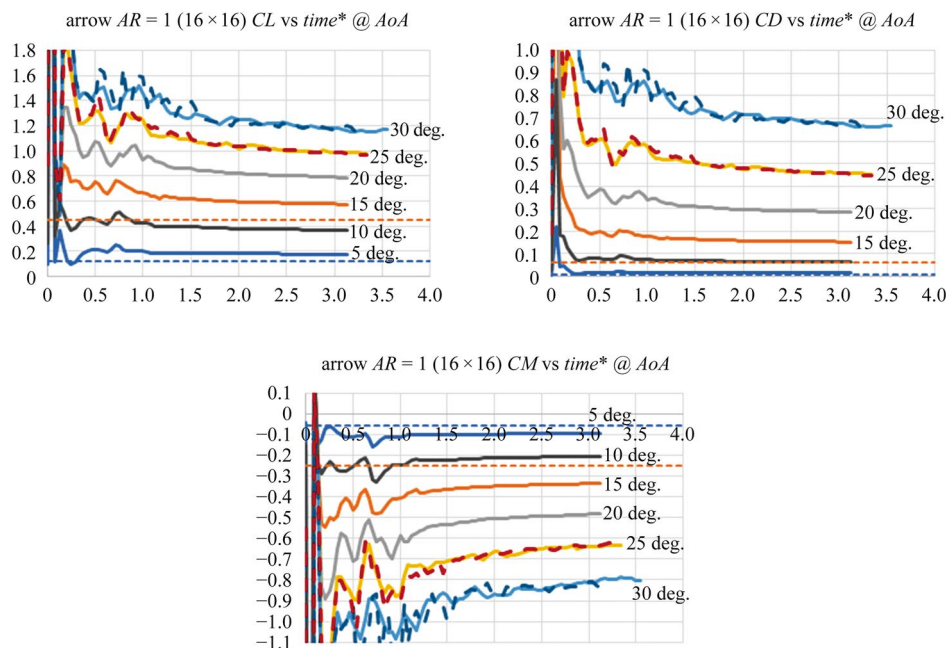 arrow AR = 1 (16 × 16) CL vs time* @ AoA
1.8
1.6
1.4
1.2
1.0
0.8
0.6
0.4
0.2
0
30 deg.
25 deg.
20 deg.
15 deg.
10 deg.
5 deg.
0 0.5 1.0 1.5 2.0 2.5 3.0 3.5 4.0
arrow AR = 1 (16 × 16) CD vs time* @ AoA
1.0
0.9
0.8
0.7
0.6
0.5
0.4
0.3
0.2
0.1
0
30 deg.
25 deg.
20 deg.
15 deg.
0 0.5 1.0 1.5 2.0 2.5 3.0 3.5 4.0
arrow AR = 1 (16 × 16) CM vs time* @ AoA
0.1
0
−0.1
−0.2
−0.3
−0.4
−0.5
−0.6
−0.7
−0.8
−0.9
−1.0
−1.1
5 deg.
0 0.5 1.0 1.5 2.0 2.5 3.0 3.5 4.0
10 deg.
15 deg.
20 deg.
25 deg.
30 deg.